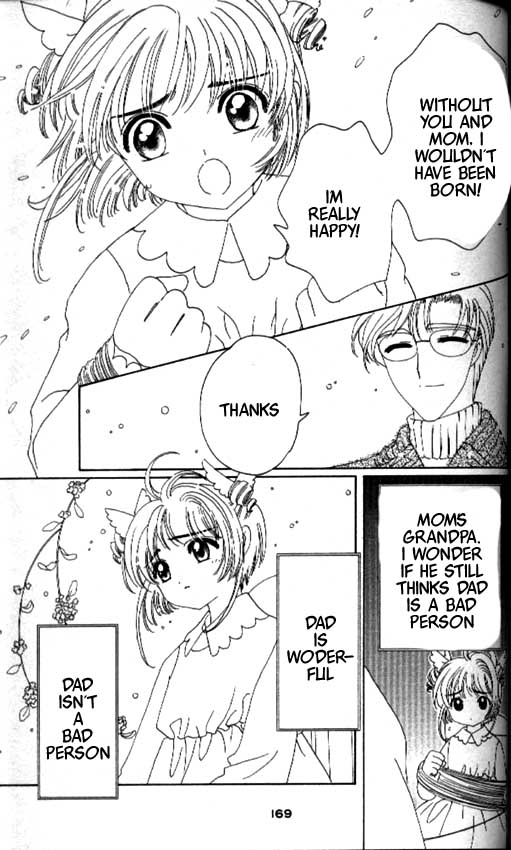 WITHOUT
YOU AND
MOM. I
WOULDN'T
HAVE BEEN
BORN!
IM
REALLY
HAPPY!
THANKS
MOMS
GRANDPA.
I WONDER
IF HE STILL
THINKS DAD
IS A BAD
PERSON
DAD
IS
WODER-
FUL
DAD
ISN'T
A
BAD
PERSON
169